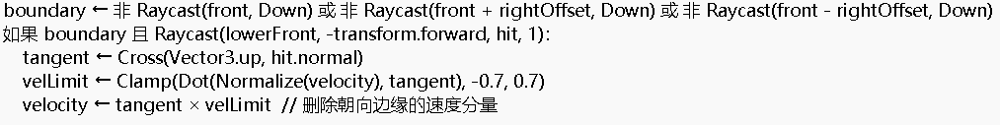 boundary ← 非 Raycast(front, Down) 或 非 Raycast(front + rightOffset, Down) 或 非 Raycast(front - rightOffset, Down)
如果 boundary 且 Raycast(lowerFront, -transform.forward, hit, 1):
tangent ← Cross(Vector3.up, hit.normal)
velLimit ← Clamp(Dot(Normalize(velocity), tangent), -0.7, 0.7)
velocity ← tangent × velLimit // 删除朝向边缘的速度分量